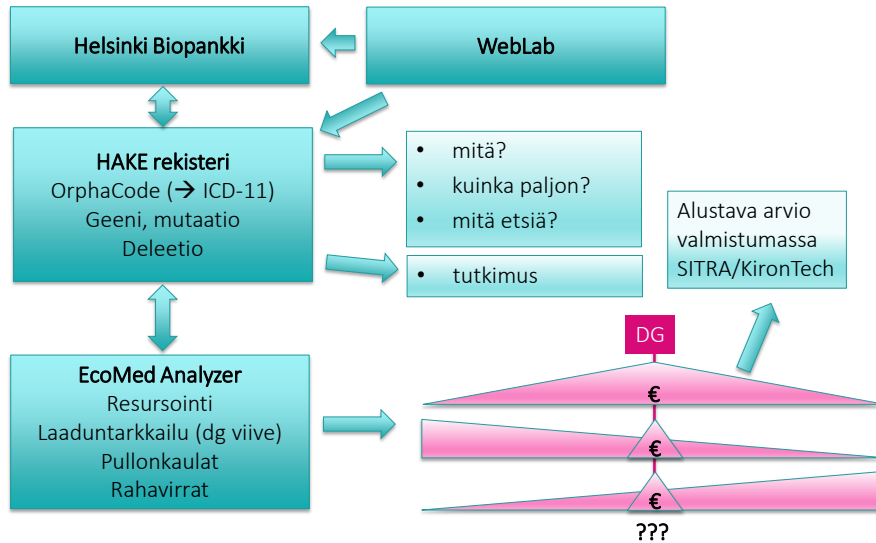 Helsinki Biopankki
WebLab
HAKE rekisteri
OrphaCode (→ ICD-11)
Geeni, mutaatio
Deleetio
• mitä?
• kuinka paljon?
• mitä etsiä?
• tutkimus
Alustava arvio
valmistumassa
SITRA/KironTech
EcoMed Analyzer
Resursointi
Laaduntarkkailu (dg viive)
Pullonkaulat
Rahavirrat
DG
€
€
€
???